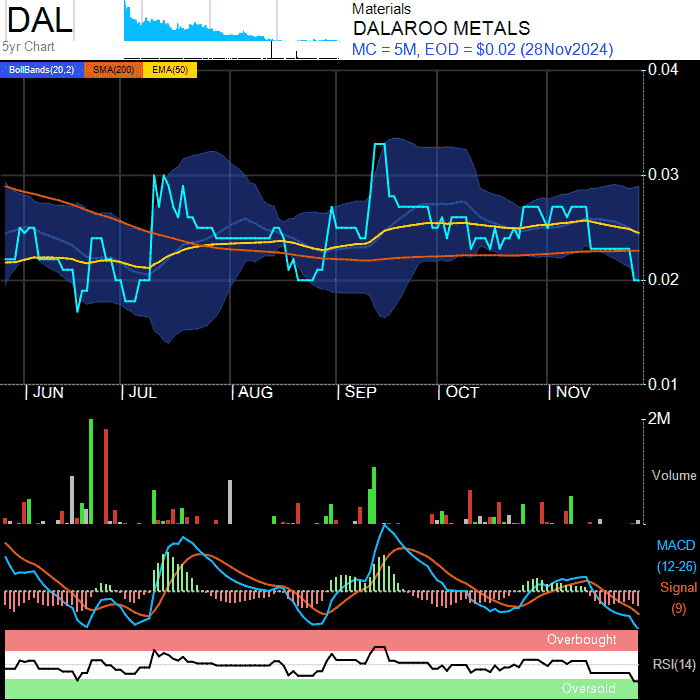 DAL
5yr Chart
Materials
DALAROO METALS
MC = 5M, EOD = $0.02 (28Nov2024)
BollBands(20,2) SMA(200) EMA(50)
0.04
0.03
0.02
0.01
JUN JUL AUG SEP OCT NOV
2M
Volume
MACD
(12-26)
Signal
(9)
Overbought
RSI(14)
Oversold